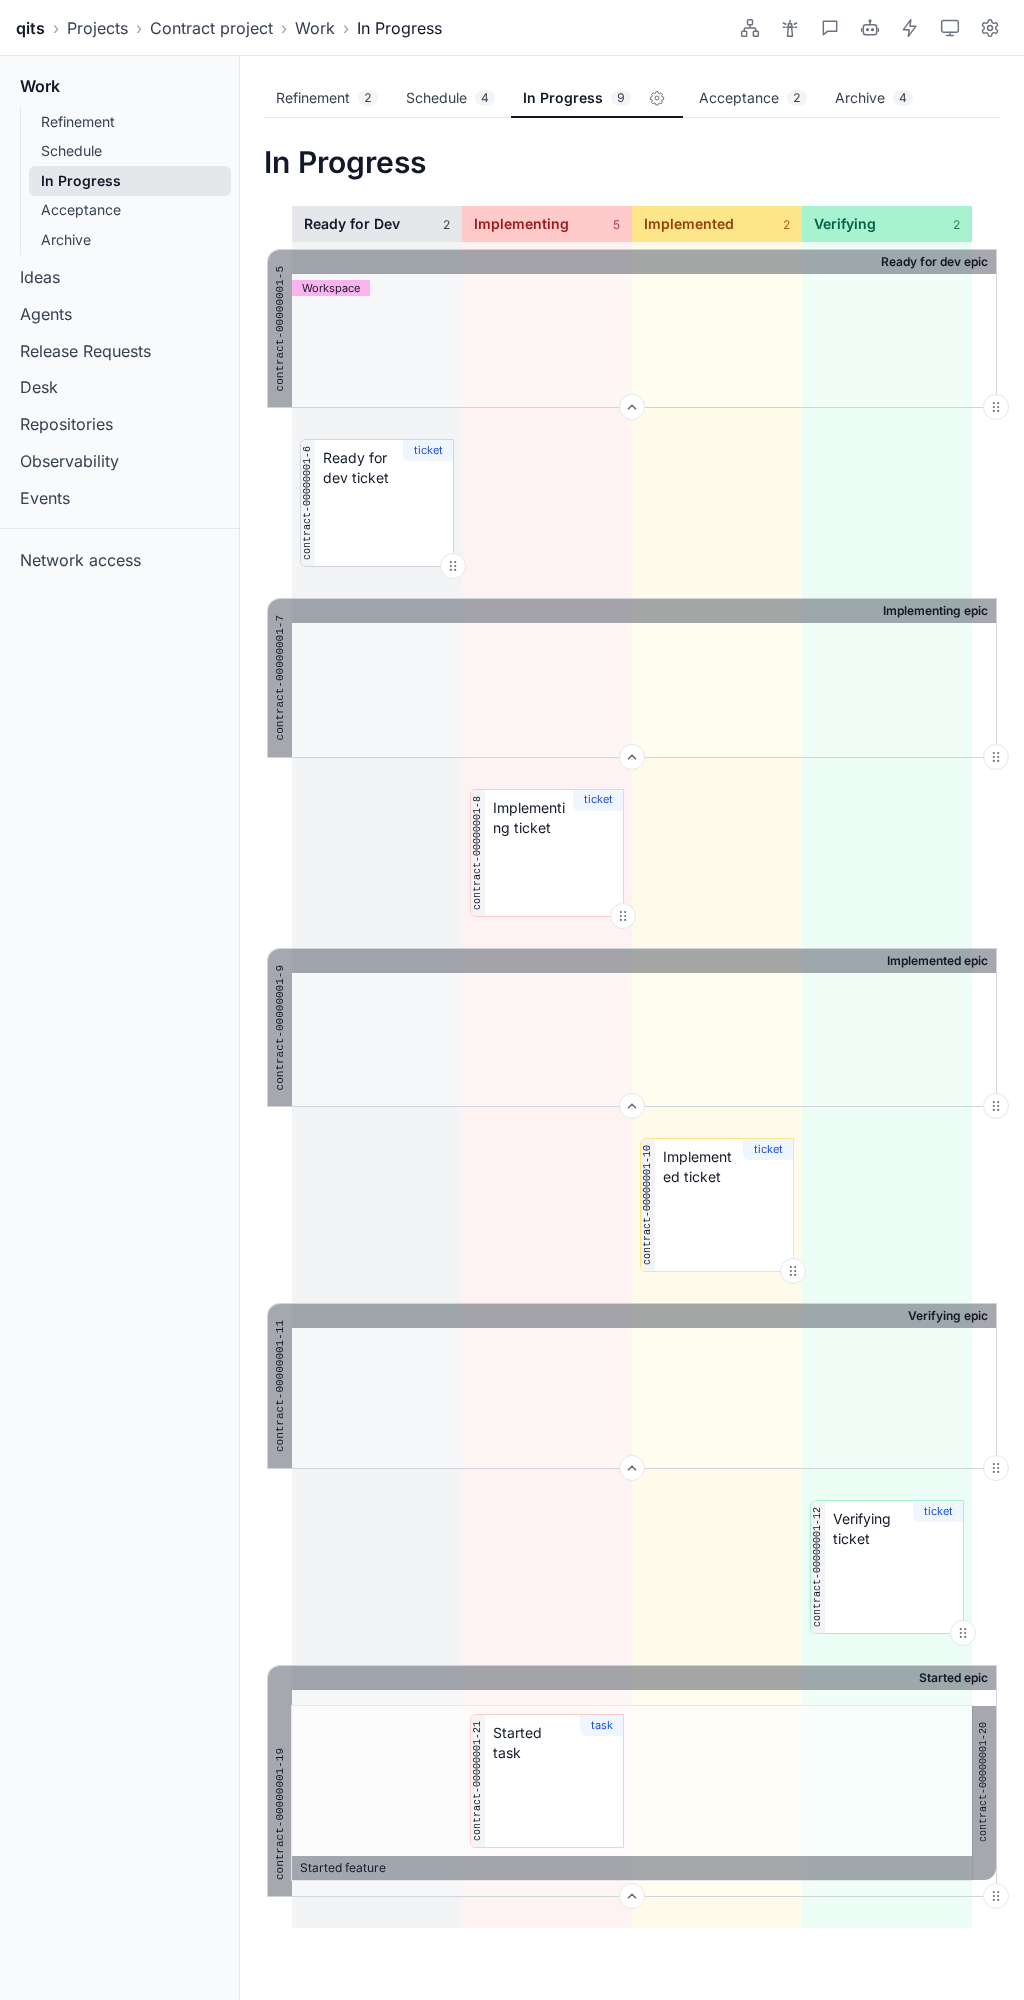 qits › Projects › Contract project › Work › In Progress
Work
Refinement
Schedule
In Progress
Acceptance
Archive
Ideas
Agents
Release Requests
Desk
Repositories
Observability
Events
Network access
Refinement 2 Schedule 4 In Progress 9 Acceptance 2 Archive 4
In Progress
Ready for Dev 2 Implementing 5 Implemented 2 Verifying 2
Ready for dev epic
contract-00000001-5
Workspace
contract-00000001-6
Ready for
dev ticket
ticket
Implementing epic
contract-00000001-7
contract-00000001-8
Implementi
ng ticket
ticket
Implemented epic
contract-00000001-9
contract-00000001-10
Implement
ed ticket
ticket
Verifying epic
contract-00000001-11
contract-00000001-12
Verifying
ticket
ticket
Started epic
contract-00000001-19
contract-00000001-21
Started
task
task
contract-00000001-20
Started feature